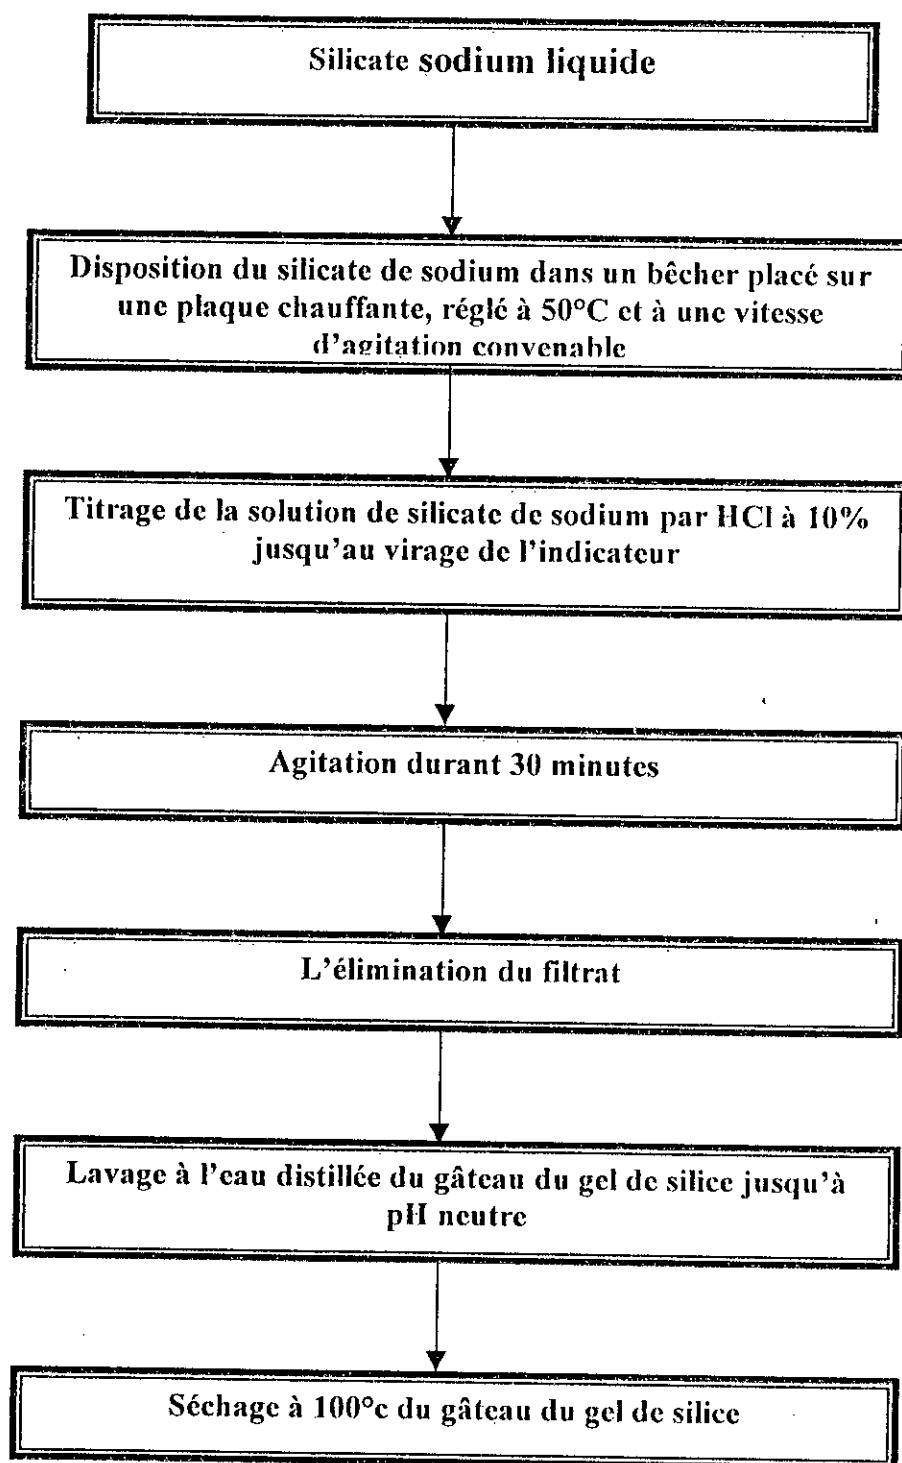 Silicate sodium liquide
Disposition du silicate de sodium dans un bêcher placé sur
une plaque chauffante, réglé à 50°C et à une vitesse
d'agitation convenable
Titrage de la solution de silicate de sodium par HCl à 10%
jusqu'au virage de l'indicateur
Agitation durant 30 minutes
L'élimination du filtrat
Lavage à l'eau distillée du gâteau du gel de silice jusqu'à
pH neutre
Séchage à 100°c du gâteau du gel de silice